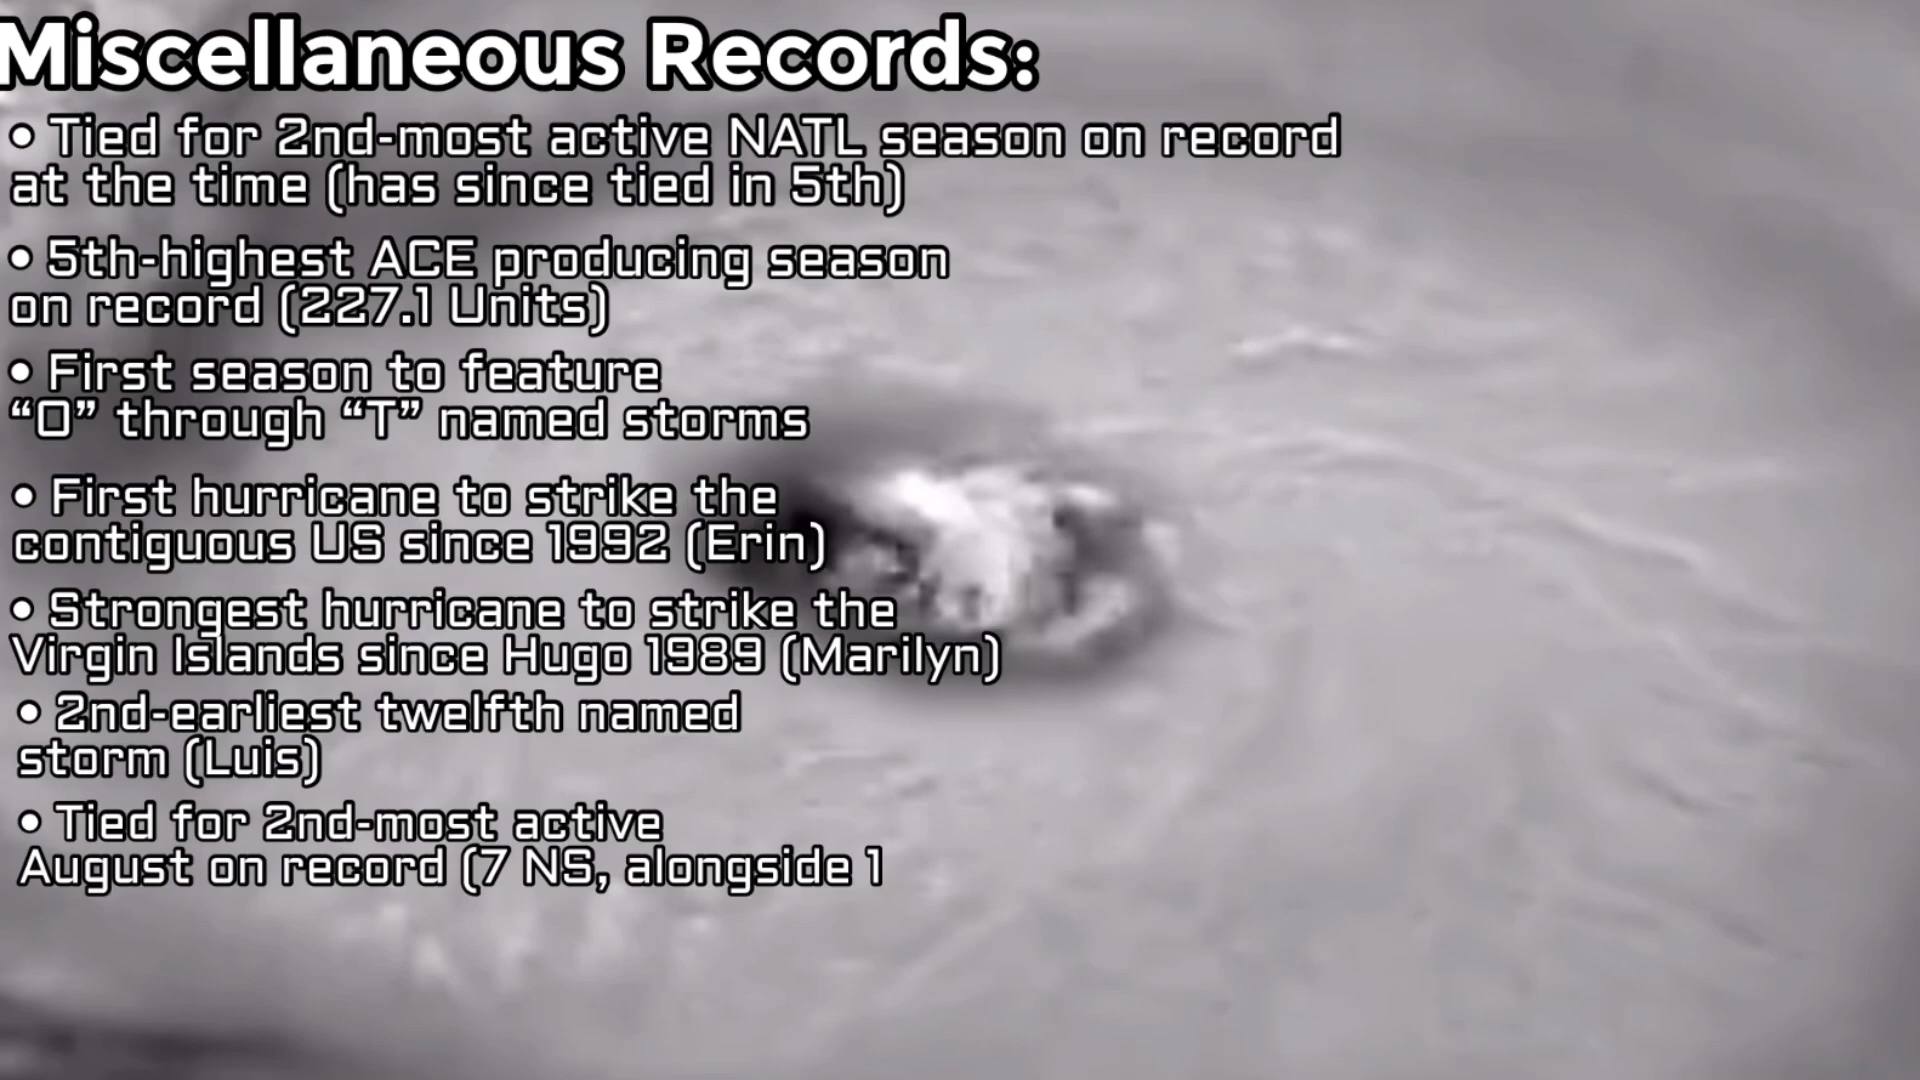 Miscellaneous Records:
• Tied for 2nd-most active NATL season on record
at the time (has since tied in 5th)
• 5th-highest ACE producing season
on record (227.1 Units)
• First season to feature
“O” through “T” named storms
• First hurricane to strike the
contiguous US since 1992 (Erin)
• Strongest hurricane to strike the
Virgin Islands since Hugo 1989 (Marilyn)
• 2nd-earliest twelfth named
storm (Luis)
• Tied for 2nd-most active
August on record (7 NS, alongside 1